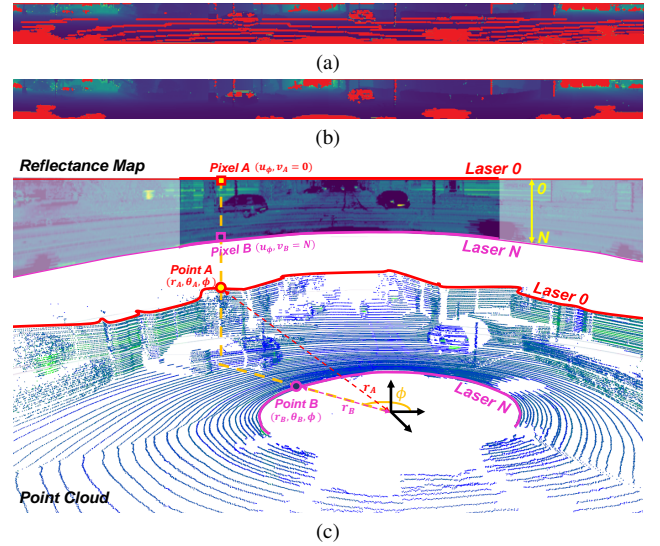 (a)
(b)
Reflectance Map
Pixel A (u_ϕ, v_A = 0)
Laser 0
0
N
Pixel B (u_ϕ, v_B = N)
Laser N
Point A
(r_A, θ_A, ϕ)
Laser 0
r_A
ϕ
Laser N
r_B
Point B
(r_B, θ_B, ϕ)
Point Cloud
(c)